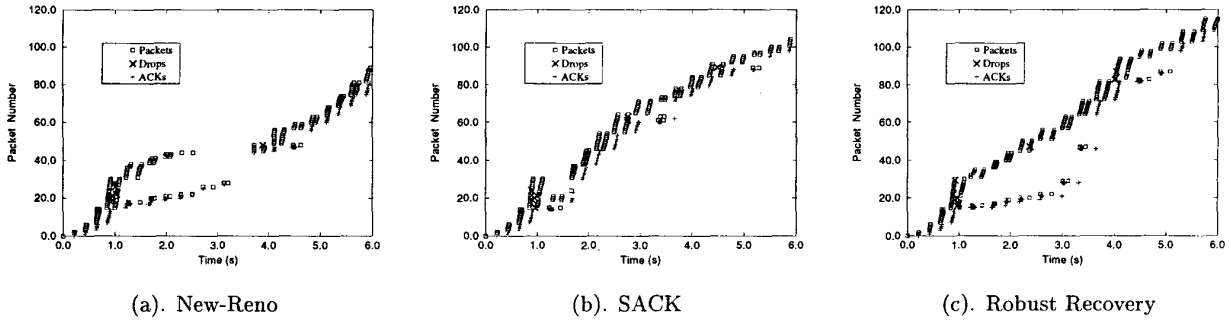 120.0
100.0
80.0
60.0
40.0
20.0
0.0
Packet Number
Packets
Drops
ACKs
0.0 1.0 2.0 3.0 4.0 5.0 6.0
Time (s)
(a). New-Reno
120.0
100.0
80.0
60.0
40.0
20.0
0.0
Packet Number
Packets
Drops
ACKs
0.0 1.0 2.0 3.0 4.0 5.0 6.0
Time (s)
(b). SACK
120.0
100.0
80.0
60.0
40.0
20.0
0.0
Packet Number
Packets
Drops
ACKs
0.0 1.0 2.0 3.0 4.0 5.0 6.0
Time (s)
(c). Robust Recovery